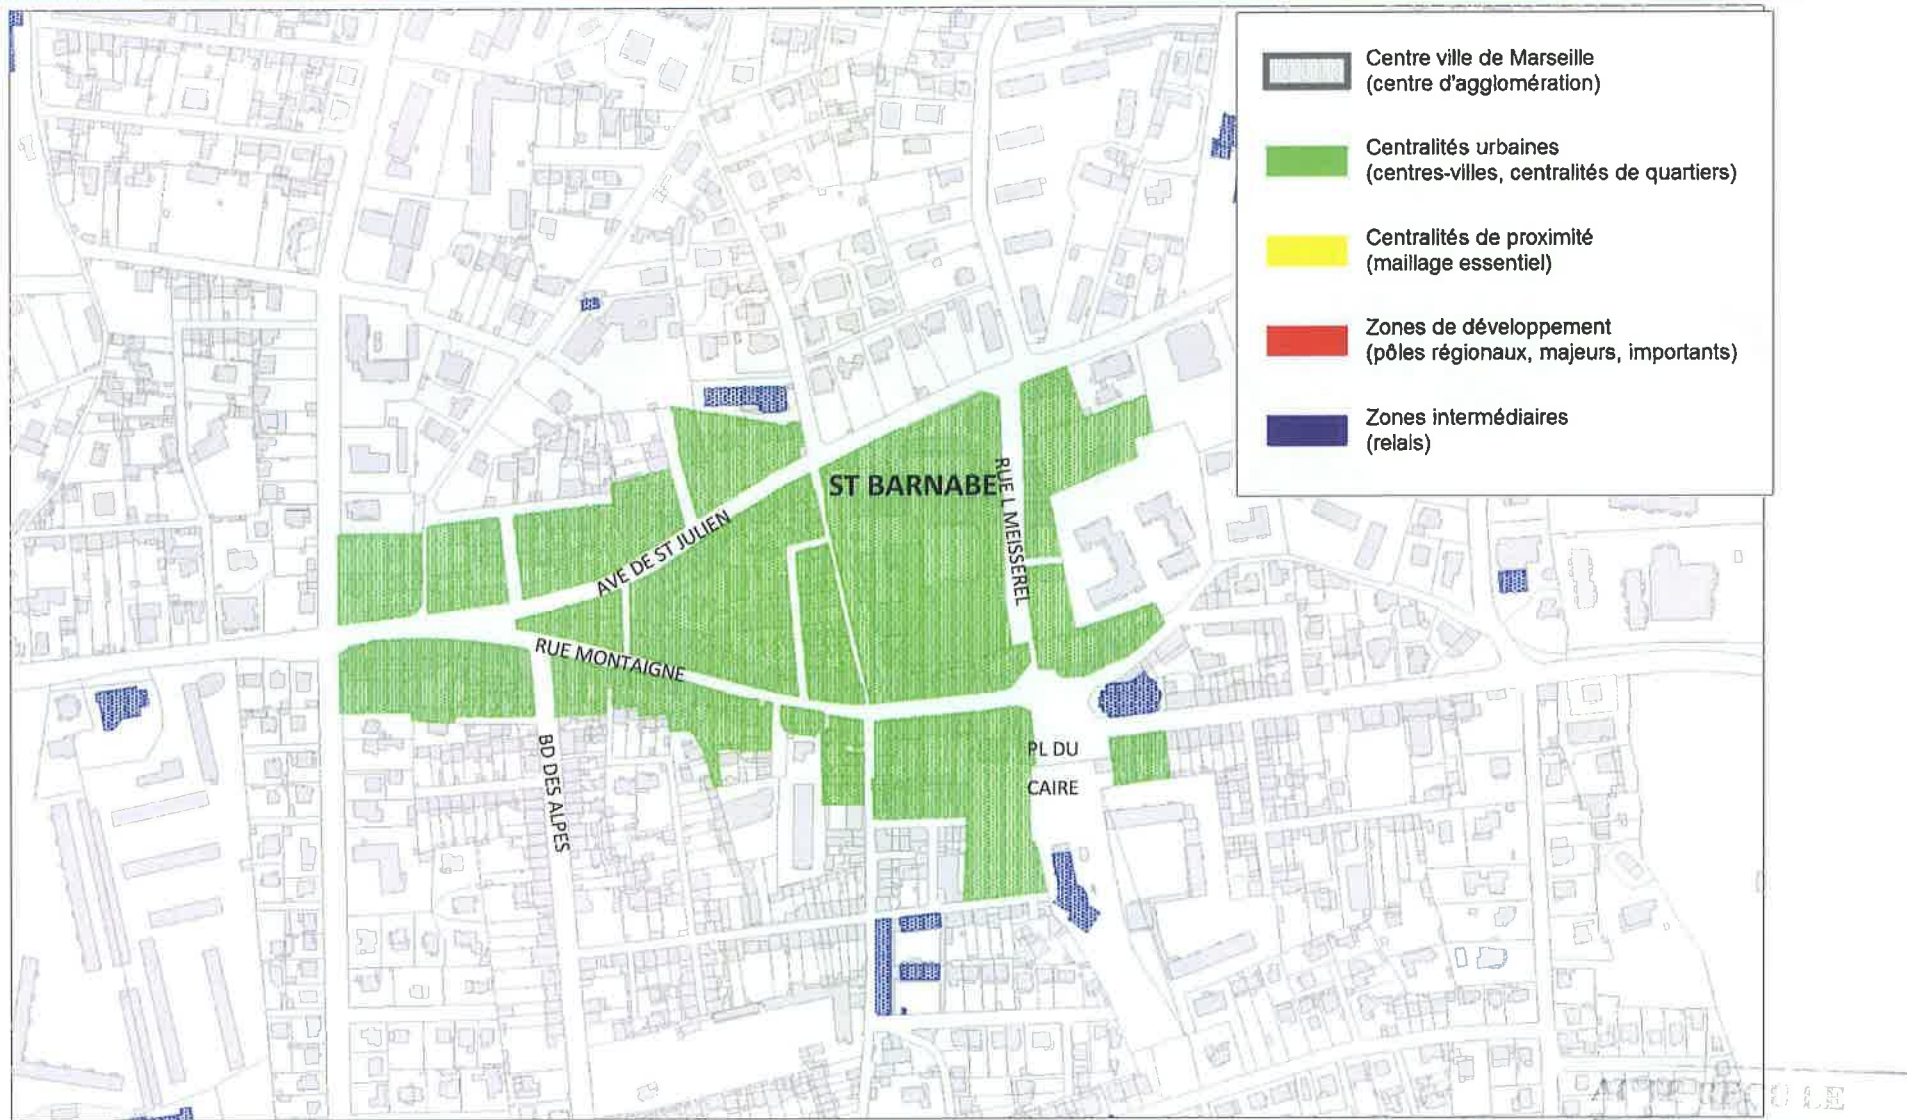 Centre ville de Marseille
(centre d'agglomération)
Centralités urbaines
(centres-villes, centralités de quartiers)
Centralités de proximité
(maillage essentiel)
Zones de développement
(pôles régionaux, majeurs, importants)
Zones intermédiaires
(relais)
ST BARNABE
RUE L MEISSEREL
AVE DE ST JULIEN
RUE MONTAIGNE
BD DES ALPES
PL DU
CAIRE